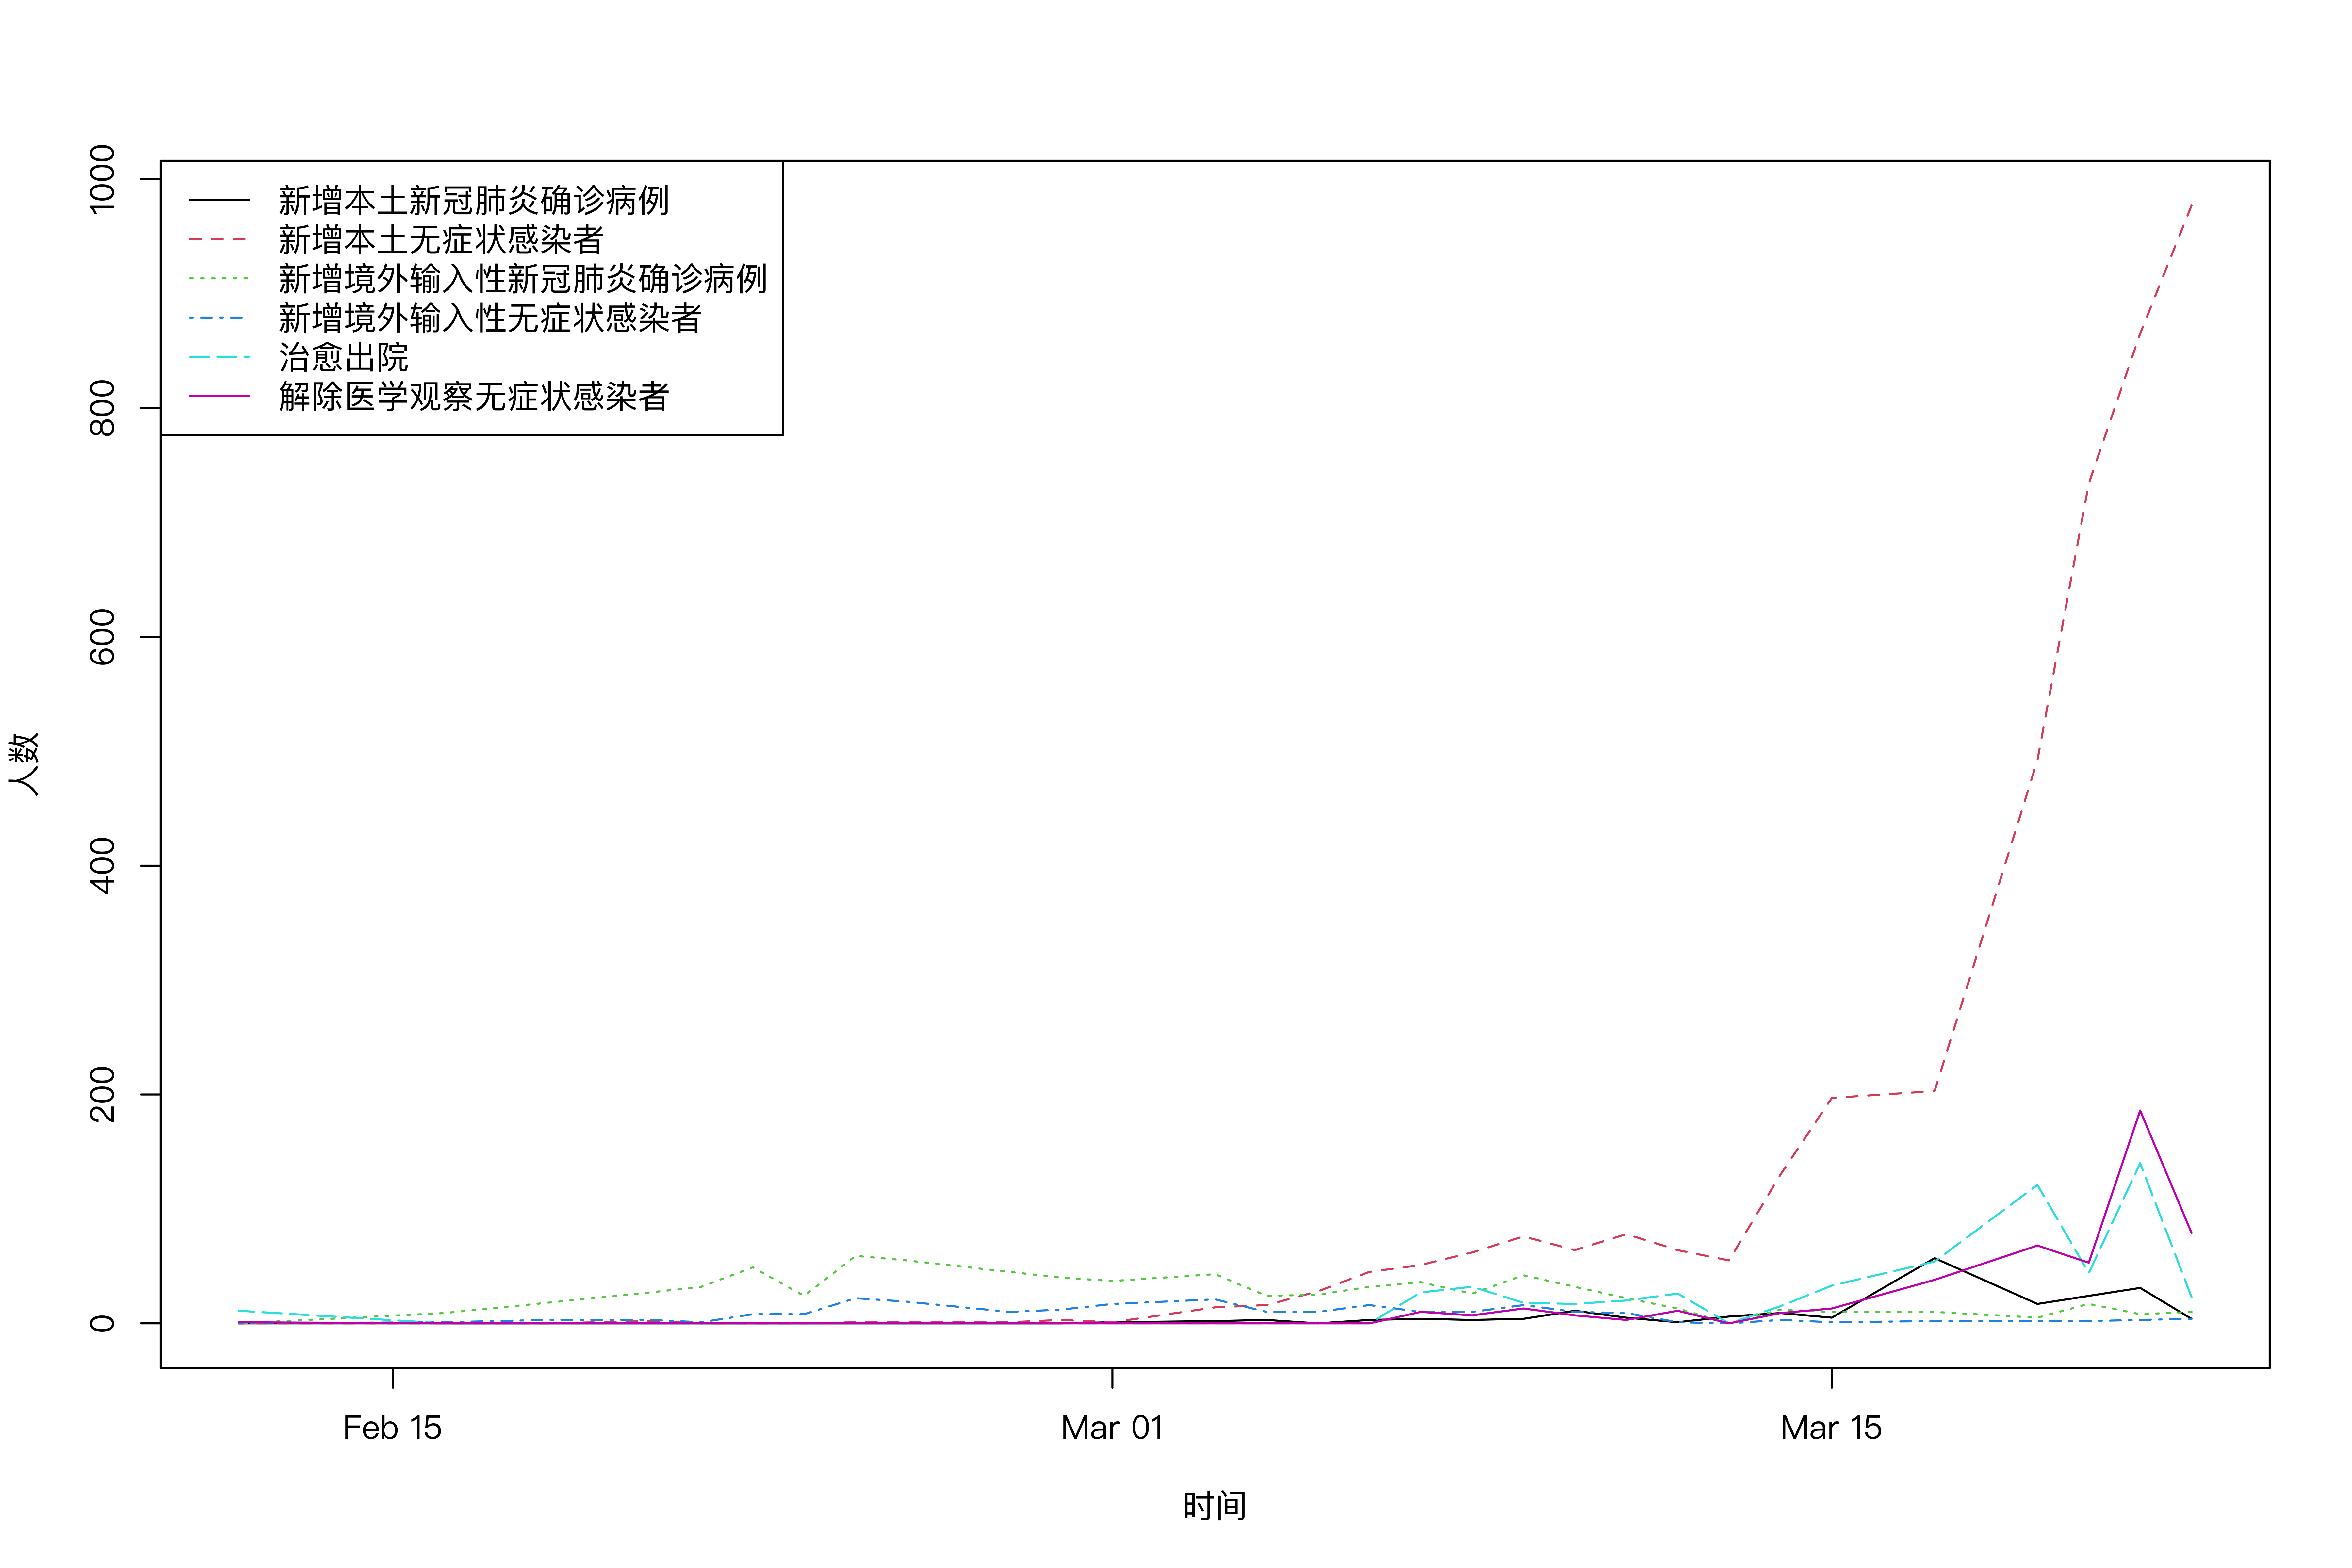 新增本土新冠肺炎确诊病例
新增本土无症状感染者
新增境外输入性新冠肺炎确诊病例
新增境外输入性无症状感染者
治愈出院
解除医学观察无症状感染者
1000
800
600
400
200
0
人数
Feb 15
Mar 01
Mar 15
时间